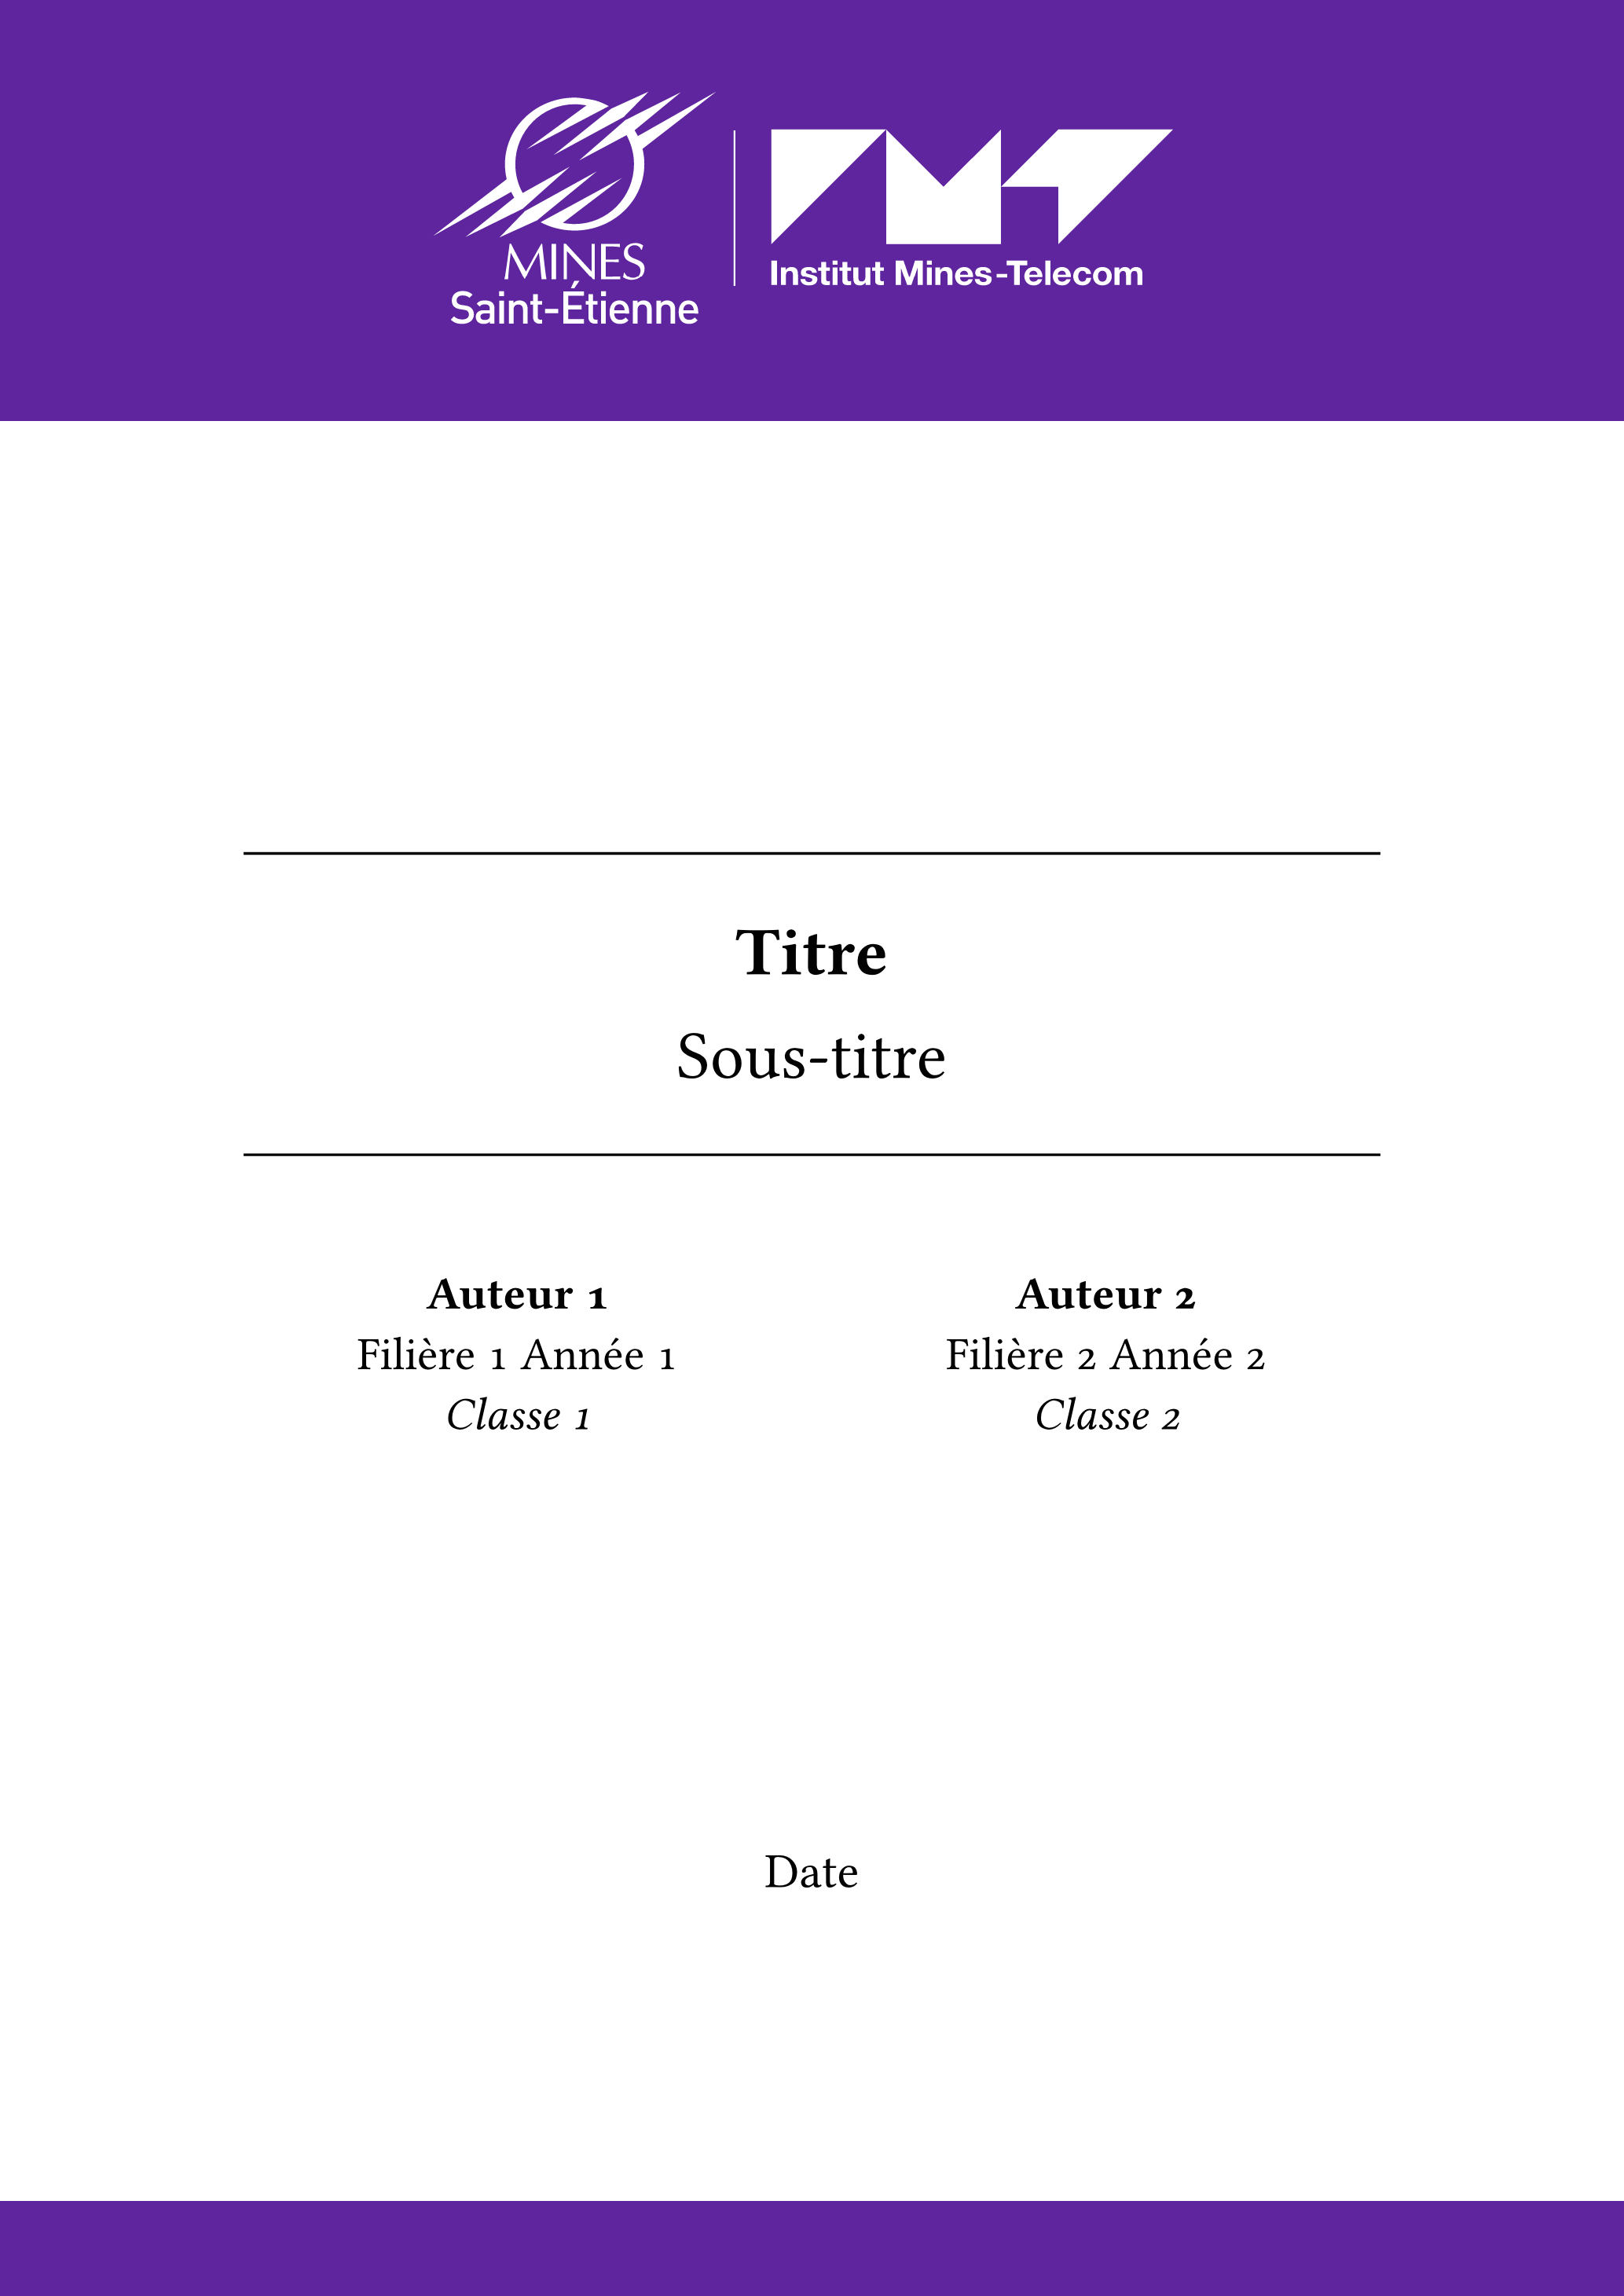 MINES
Saint-Étienne
Institut Mines-Telecom
Titre
Sous-titre
Auteur 1
Filière 1 Année 1
Classe 1
Auteur 2
Filière 2 Année 2
Classe 2
Date